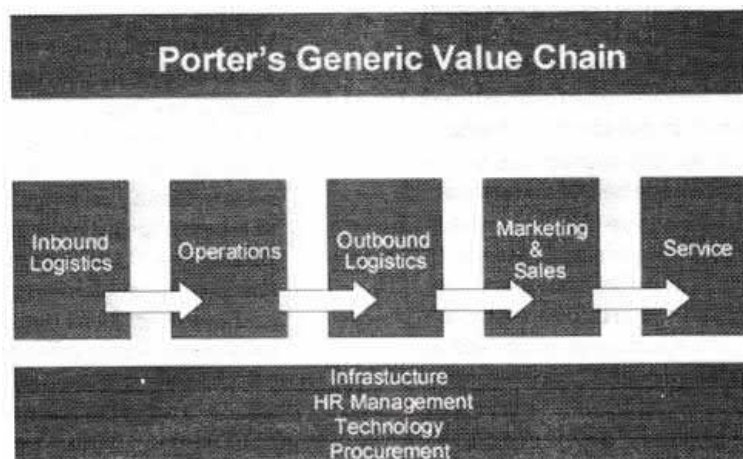 Porter's Generic Value Chain
Inbound
Logistics
Operations
Outbound
Logistics
Marketing
&
Sales
Service
Infrastucture
HR Management
Technology
Procurement